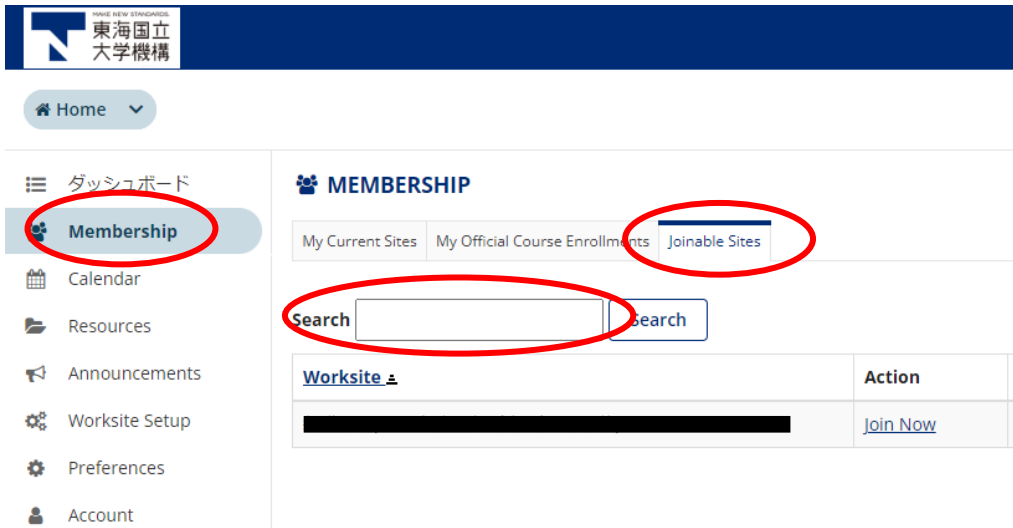 MAKE NEW STANDARDS.
東海国立
大学機構
Home
ダッシュボード
Membership
Calendar
Resources
Announcements
Worksite Setup
Preferences
Account
MEMBERSHIP
My Current Sites My Official Course Enrollments Joinable Sites
Search Search
Worksite Action
Join Now